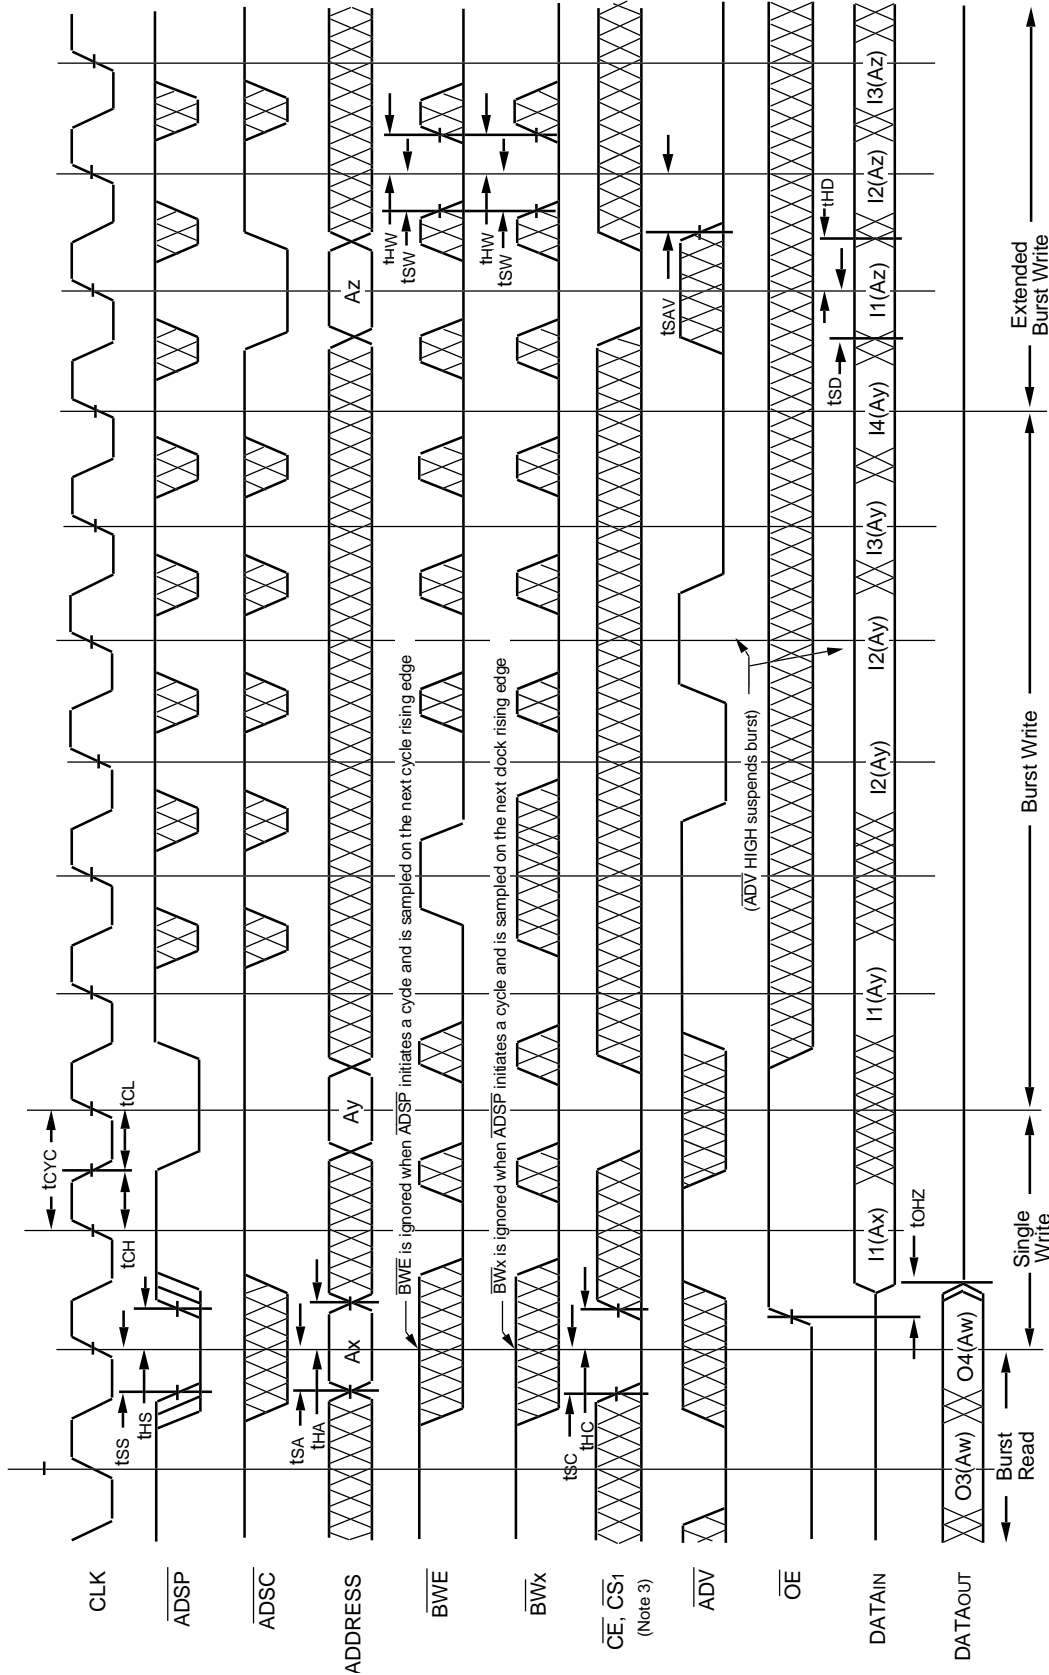 CLK
tCYC
tCH
tCL
ADSP
tSS
tHS
ADSC
ADDRESS
tSA
tHA
Ax
Ay
Az
BWE
BWE is ignored when ADSP initiates a cycle and is sampled on the next cycle rising edge
tHW
tSW
BWx
BWx is ignored when ADSP initiates a cycle and is sampled on the next dock rising edge
tHW
tSW
CE, CS1
(Note 3)
tSC
tHC
ADV
tSAV
(ADV HIGH suspends burst)
OE
tHD
tSD
DATAIN
I1(Ax)
I1(Ay)
I2(Ay)
I2(Ay)
I3(Ay)
I4(Ay)
I1(Az)
I2(Az)
I3(Az)
tOHZ
DATAOUT
O3(Aw)
O4(Aw)
Burst
Read
Single
Write
Burst Write
Extended
Burst Write